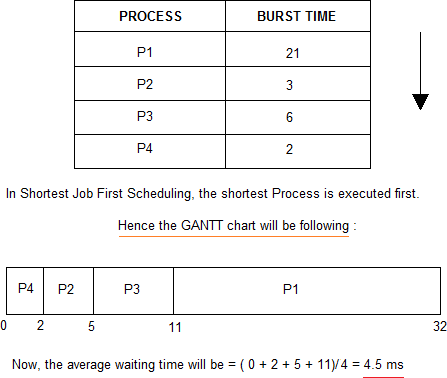 PROCESS BURST TIME
P1 21
P2 3
P3 6
P4 2
In Shortest Job First Scheduling, the shortest Process is executed first.
Hence the GANTT chart will be following :
P4 P2 P3 P1
0 2 5 11 32
Now, the average waiting time will be = ( 0 + 2 + 5 + 11)/4 = 4.5 ms